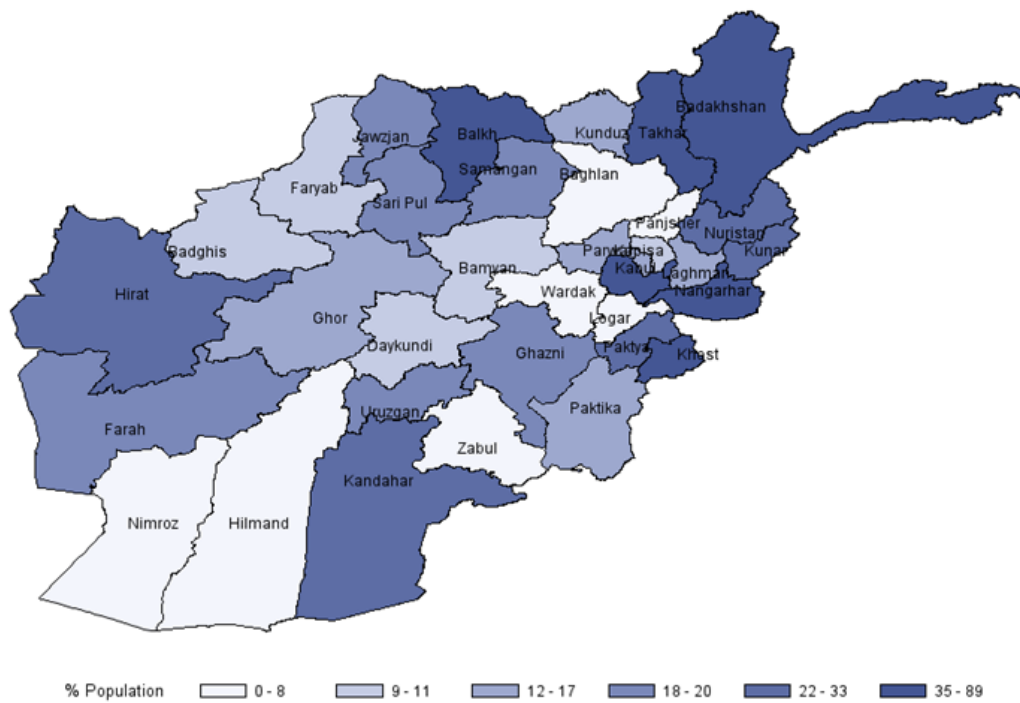 Badakhshan
Balkh
Kunduz
Takhar
Jawzjan
Samangan
Baghlan
Faryab
Sari Pul
Panjsher
Nuristan
Badghis
Kunar
Bamyan
Laghman
Hirat
Wardak
Nangarhar
Ghor
Logar
Daykundi
Ghazni
Paktya
Khast
Uruzgan
Paktika
Farah
Zabul
Kandahar
Nimroz
Hilmand
% Population 0 - 8 9 - 11 12 - 17 18 - 20 22 - 33 35 - 89